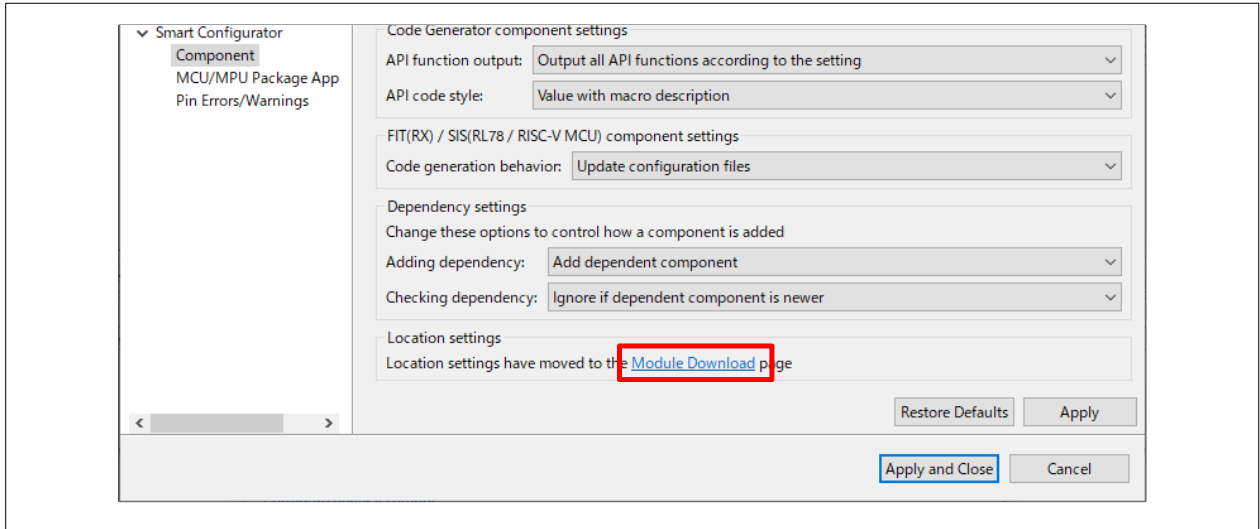 Smart Configurator
Component
MCU/MPU Package App
Pin Errors/Warnings
Code Generator component settings
API function output: Output all API functions according to the setting
API code style: Value with macro description
FIT(RX) / SIS(RL78 / RISC-V MCU) component settings
Code generation behavior: Update configuration files
Dependency settings
Change these options to control how a component is added
Adding dependency: Add dependent component
Checking dependency: Ignore if dependent component is newer
Location settings
Location settings have moved to the Module Download page
Restore Defaults Apply
Apply and Close Cancel